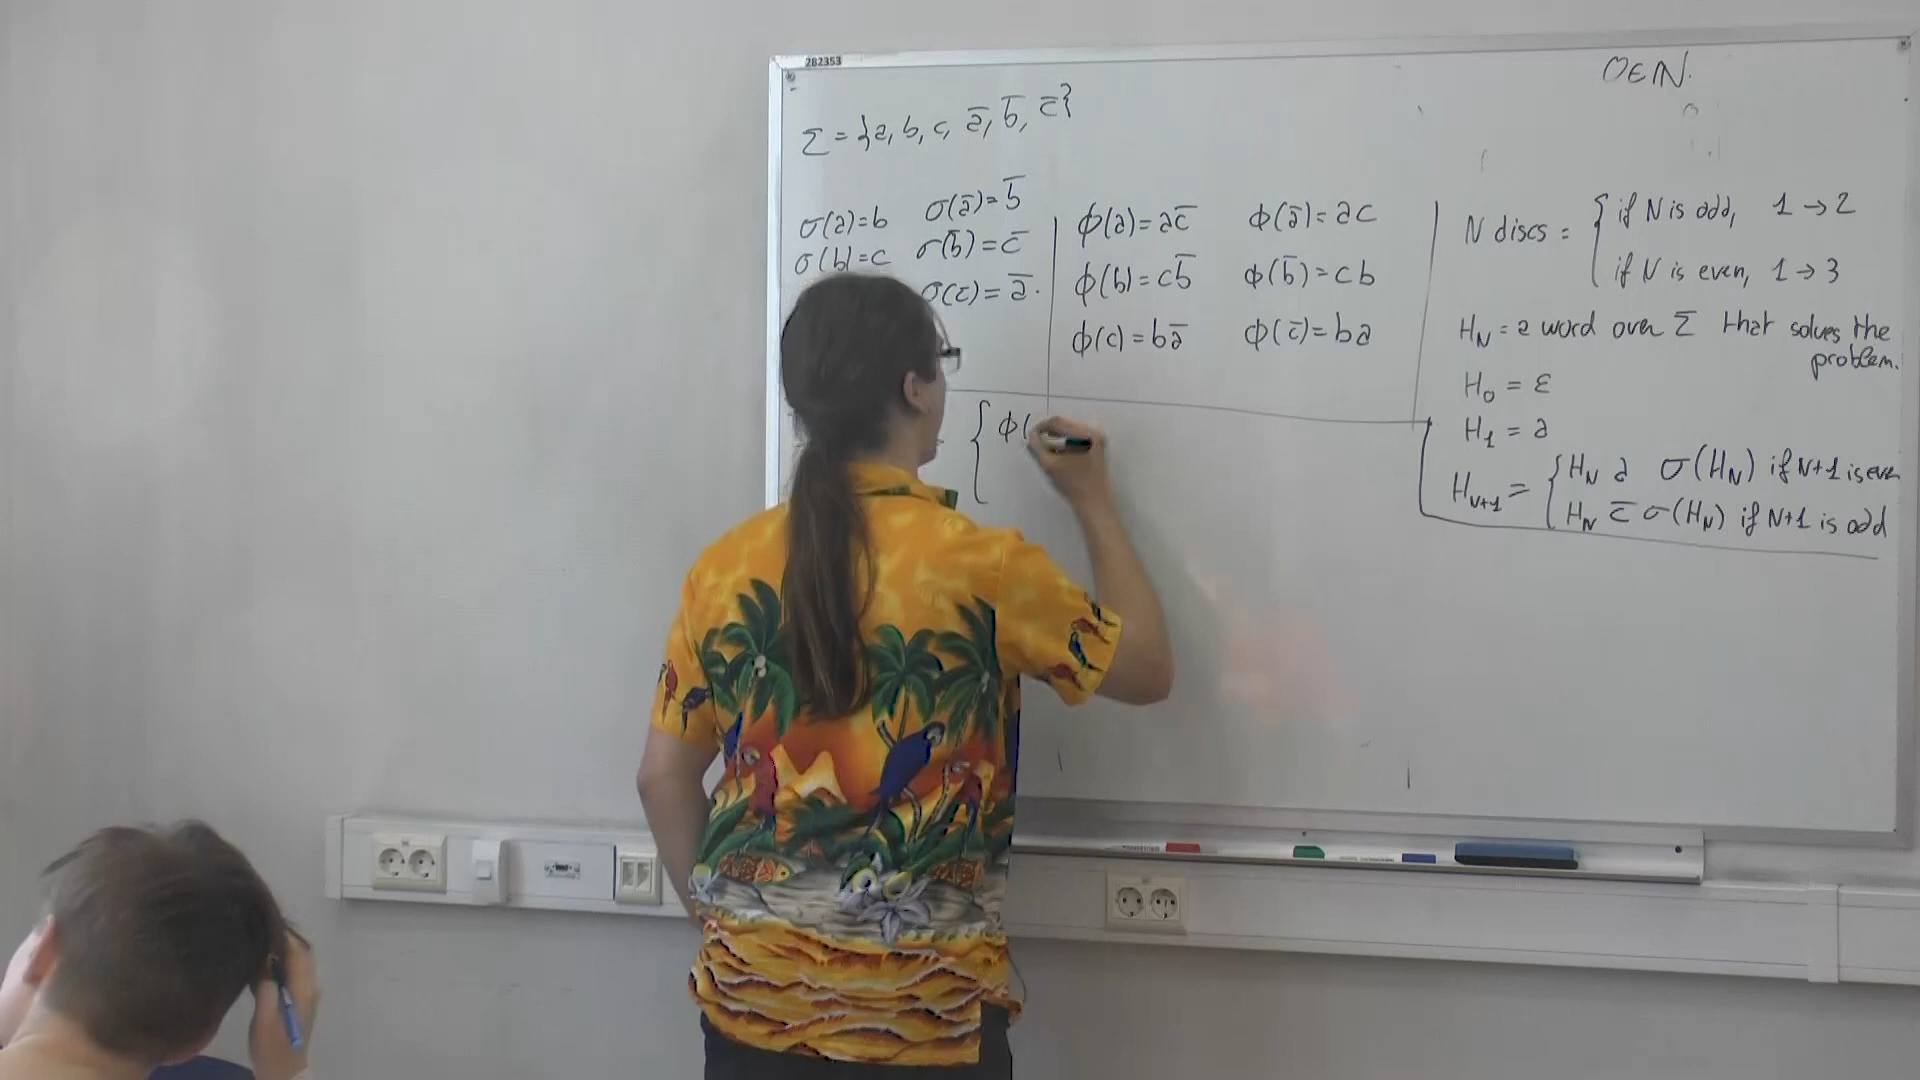 282353
0∈ℕ.
Σ = {a, b, c, a̅, b̅, c̅}
σ(a)=b σ(a̅)=b̅
σ(b)=c σ(b̅)=c̅
σ(c̅)=a̅.
ϕ(a)=ac̅ ϕ(a̅)=ac
ϕ(b)=cb̅ ϕ(b̅)=cb
ϕ(c)=ba̅ ϕ(c̅)=ba
N discs = { if N is odd, 1→2
if N is even, 1→3
H_N = a word over Σ that solves the
problem.
H_0 = ε
H_1 = a
H_{N+1} = { H_N a σ(H_N) if N+1 is even
H_N c̅ σ(H_N) if N+1 is odd
{ ϕ(